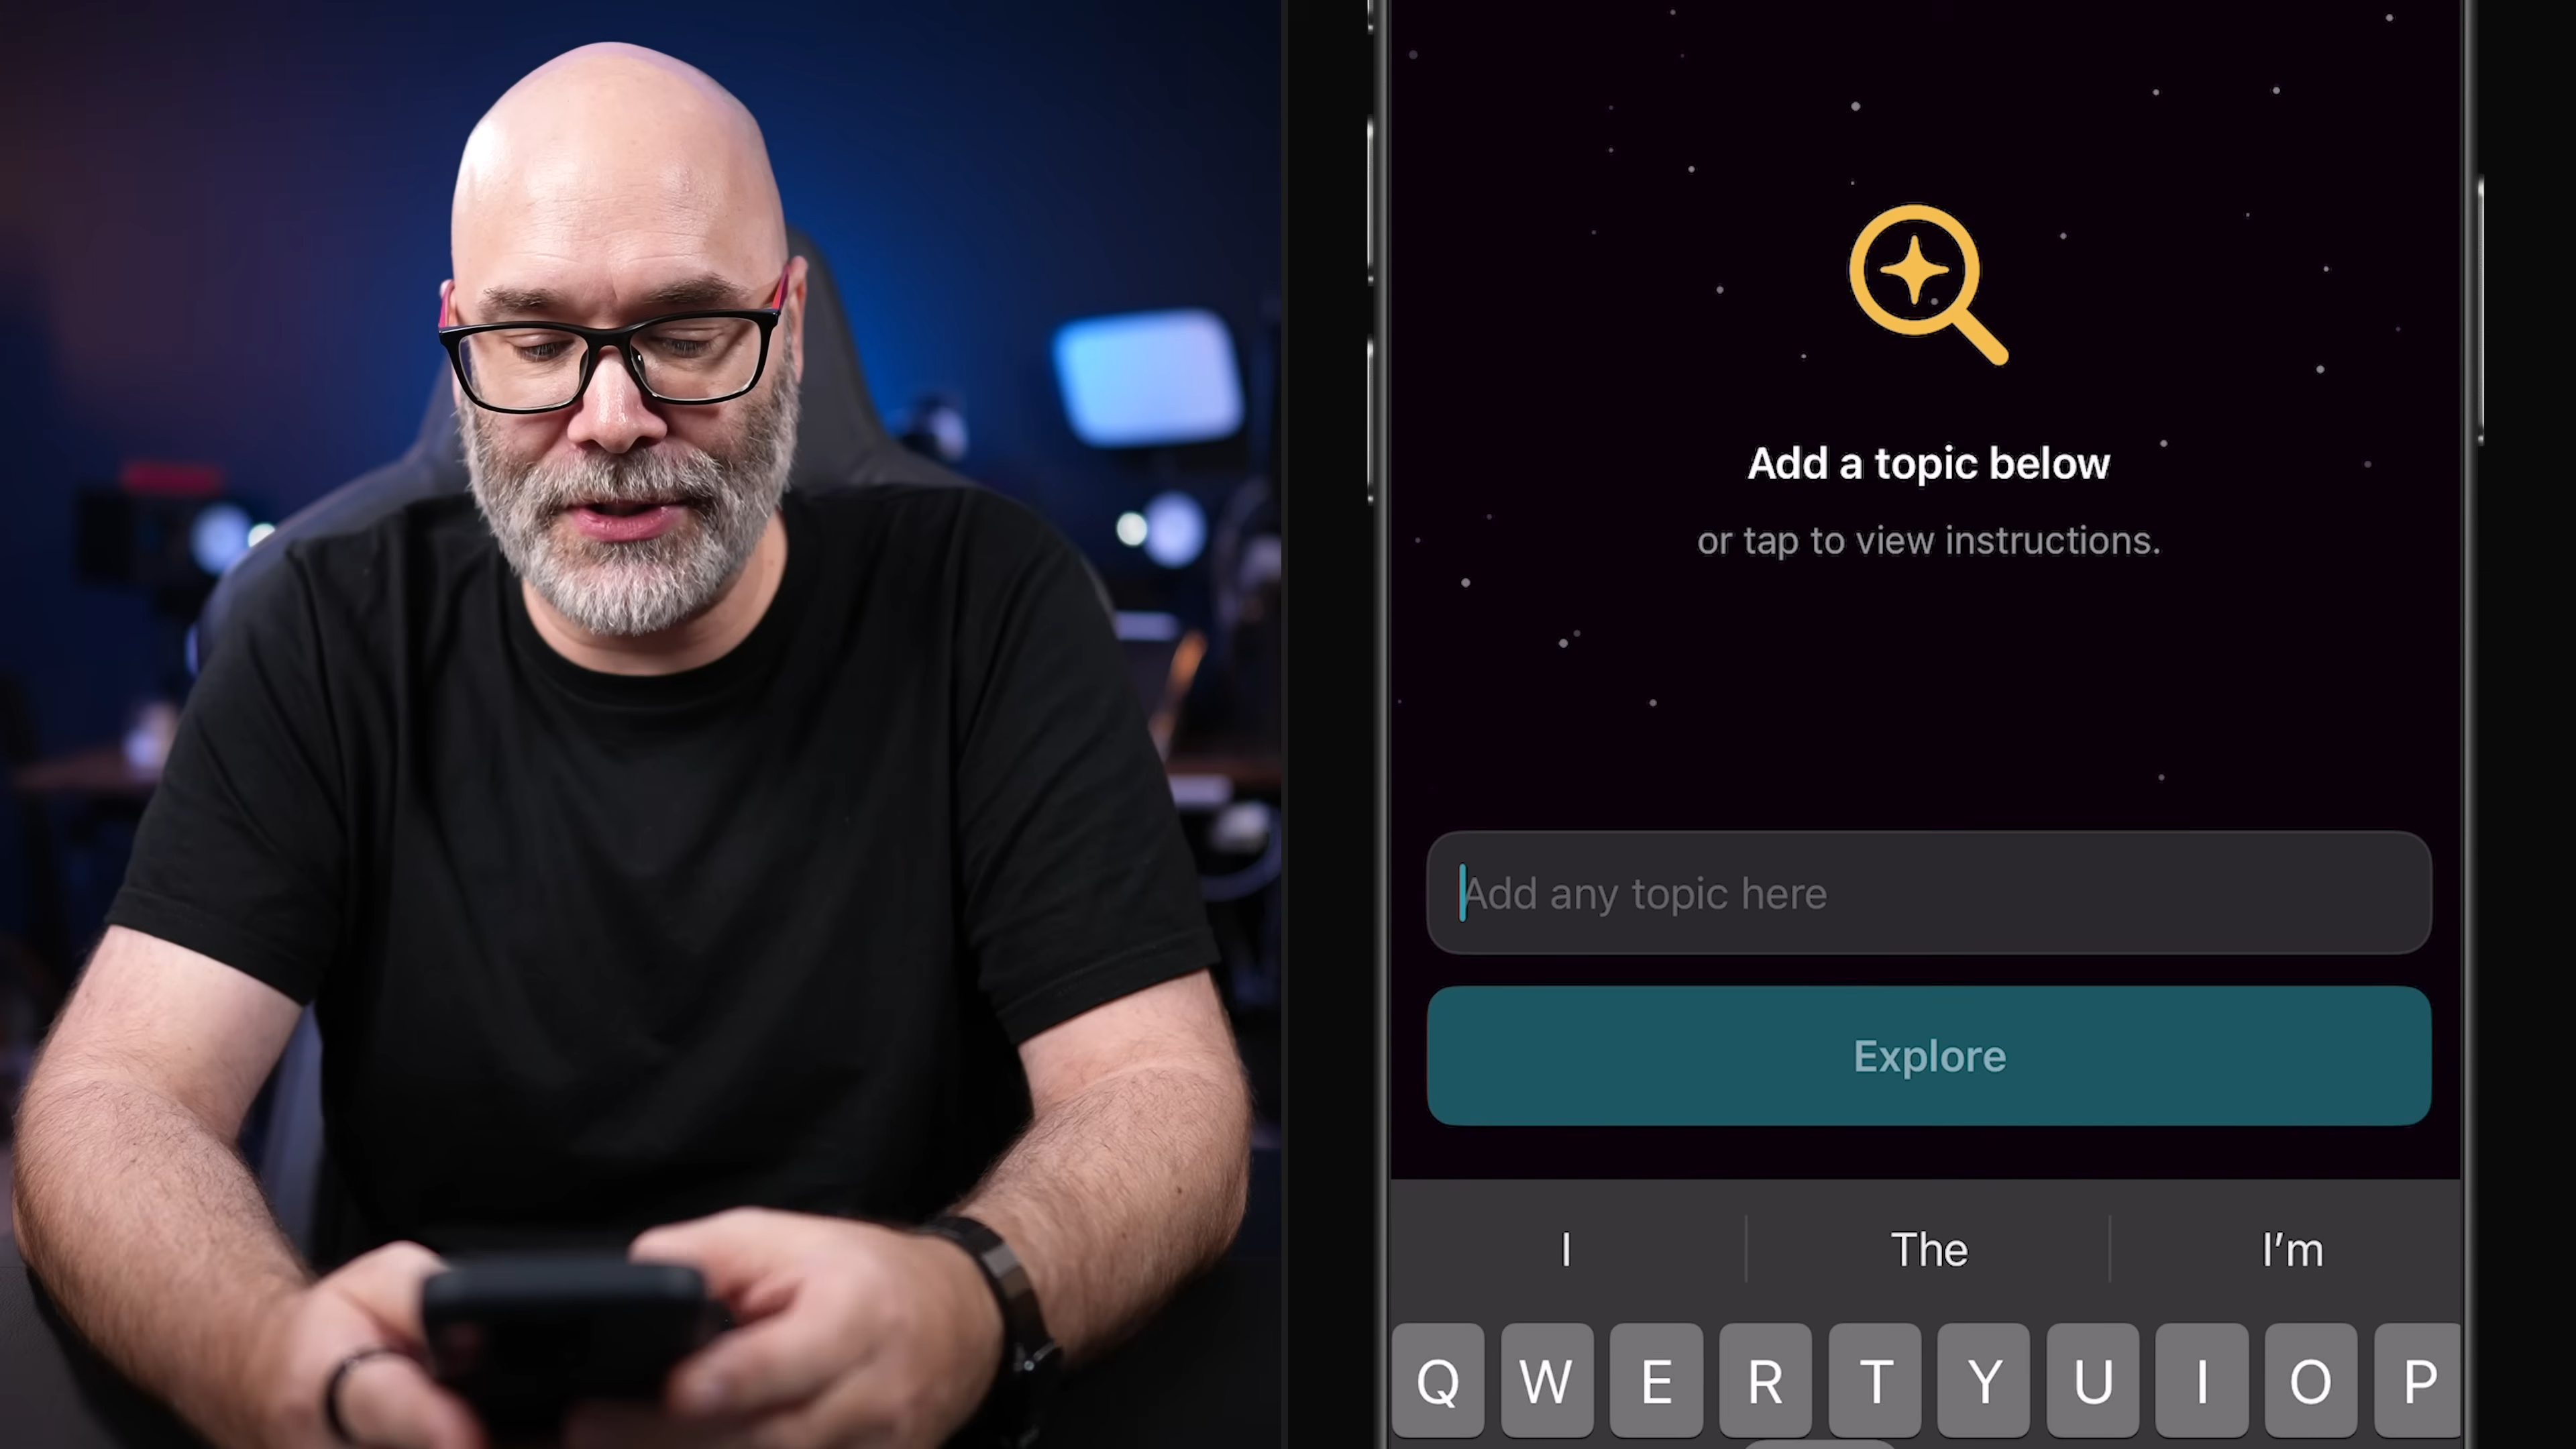 Add a topic below
or tap to view instructions.
Add any topic here
Explore
I The I’m
Q W E R T Y U I O P